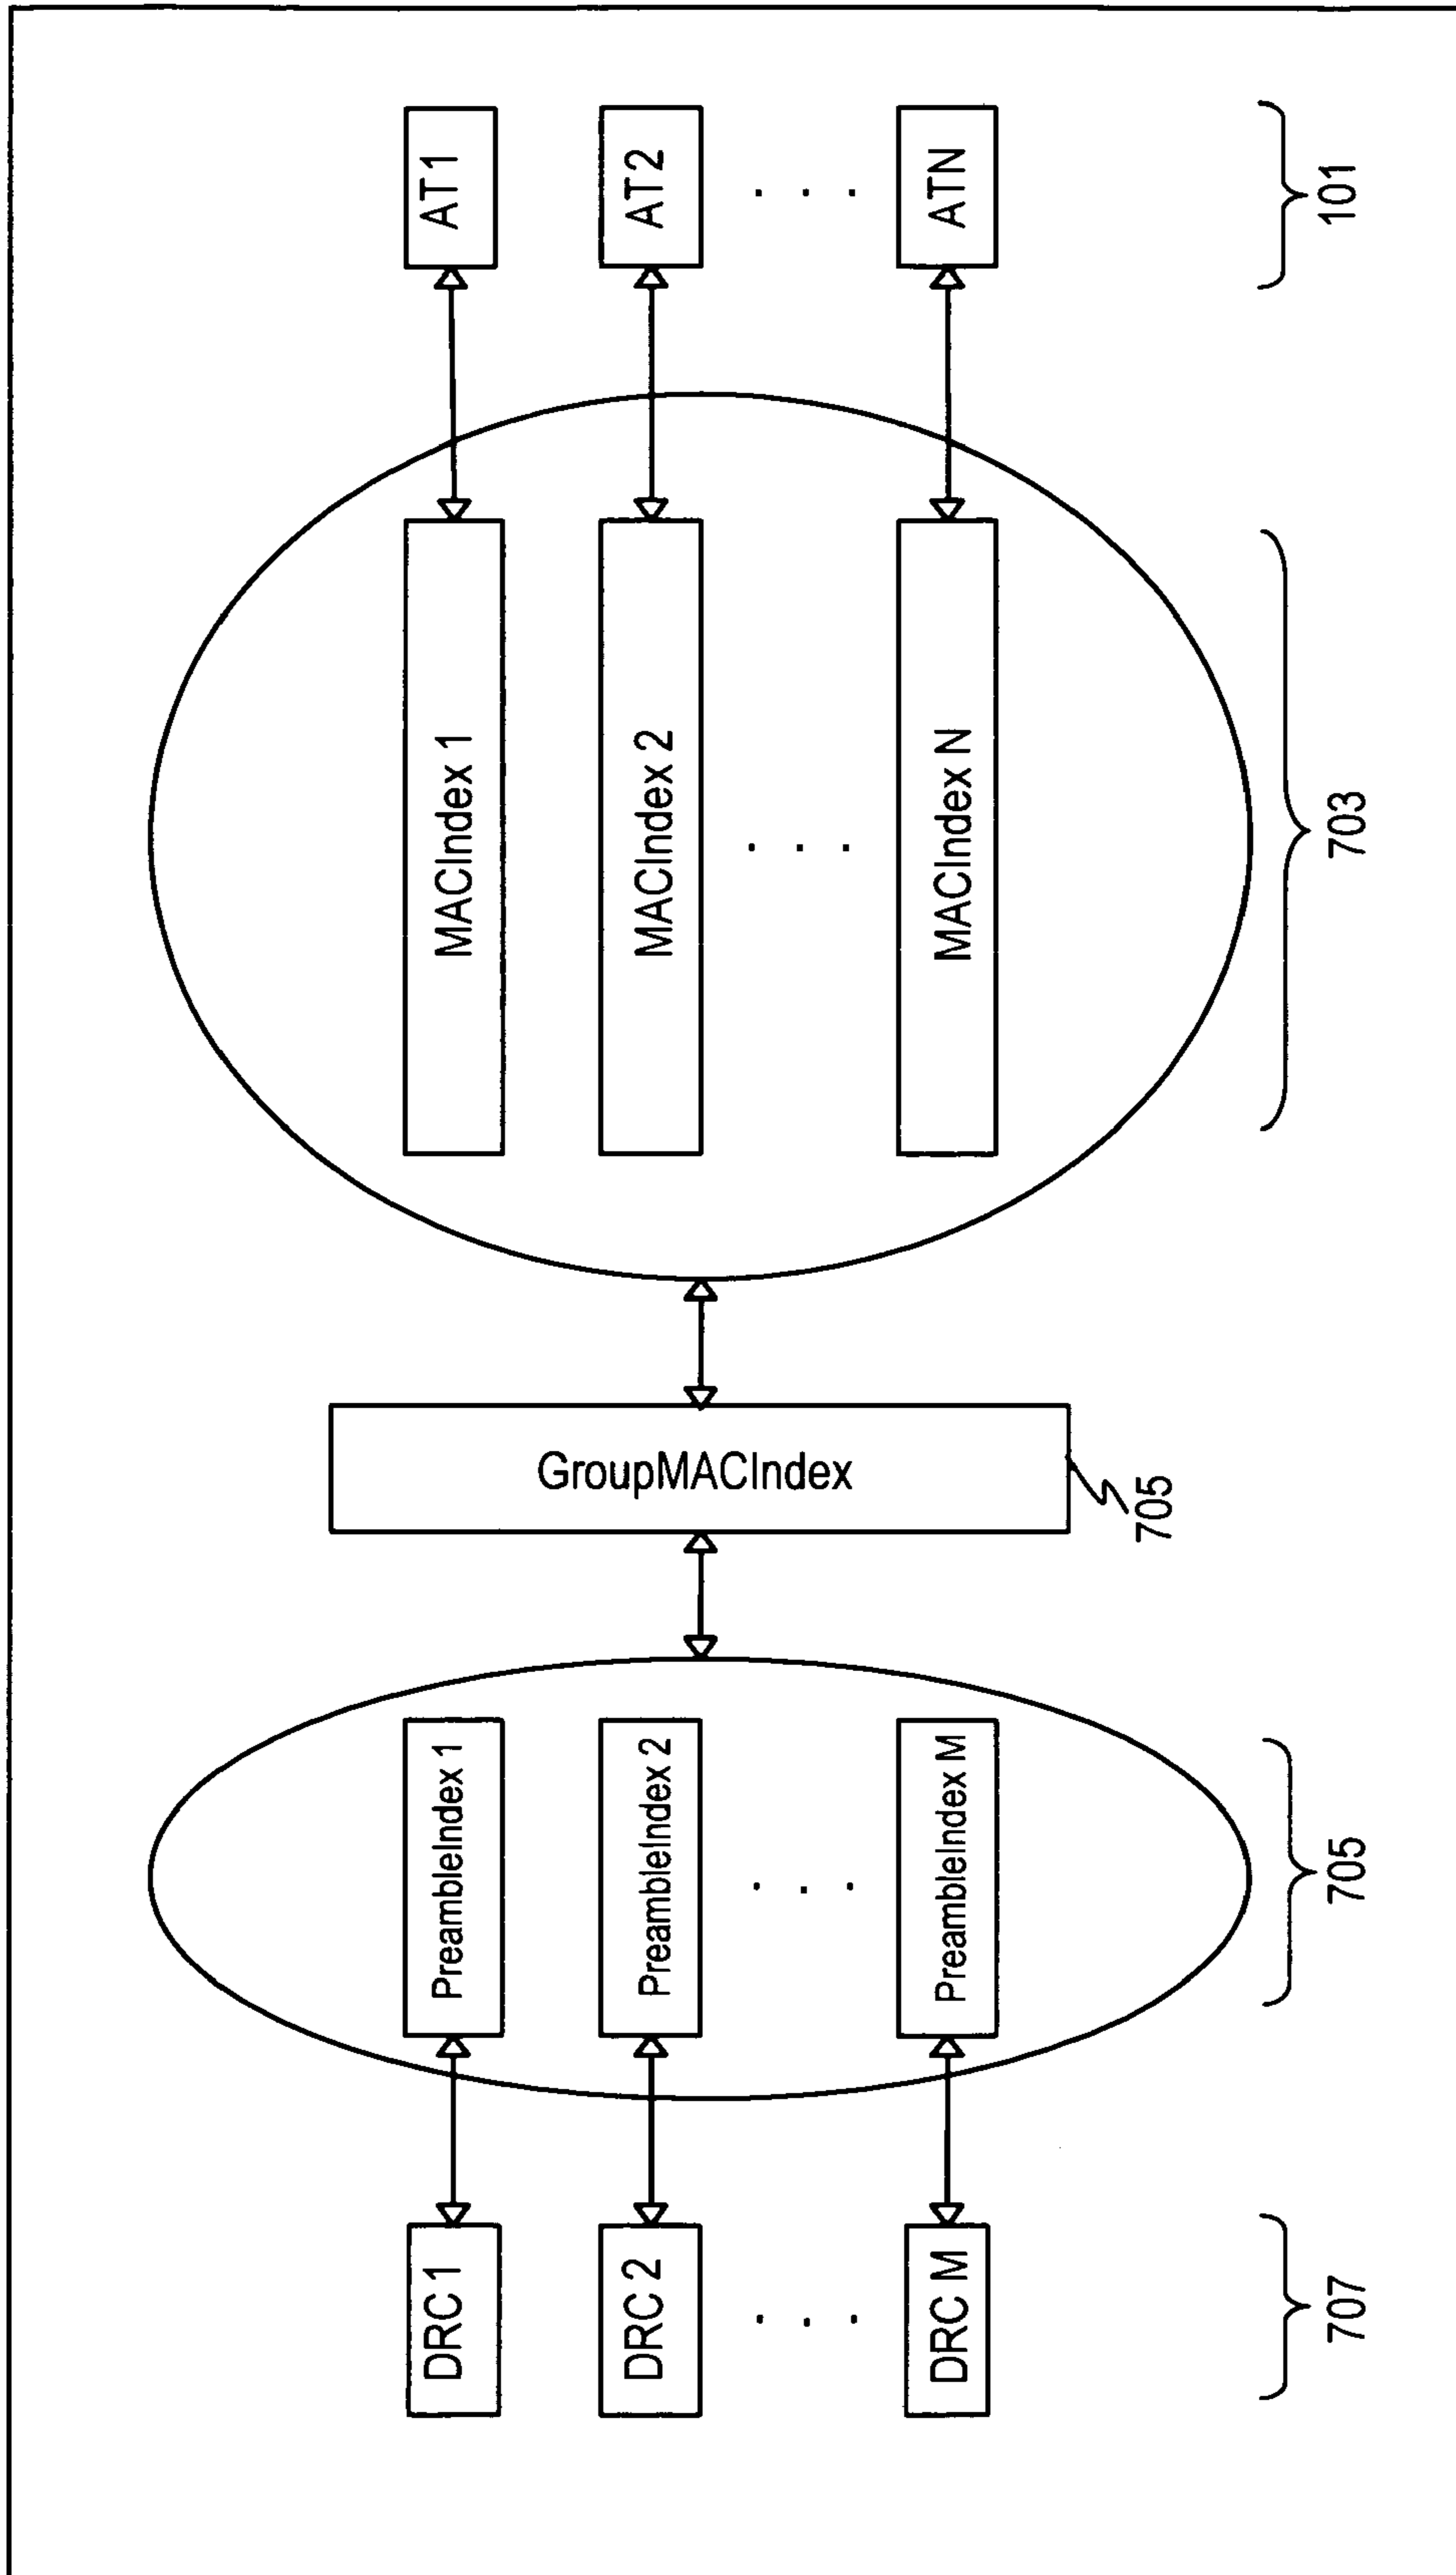 DRC 1
PreambleIndex 1
MACIndex 1
AT1
DRC 2
PreambleIndex 2
GroupMACIndex
MACIndex 2
AT2
. . .
. . .
. . .
. . .
DRC M
PreambleIndex M
MACIndex N
ATN
705
707
705
703
101